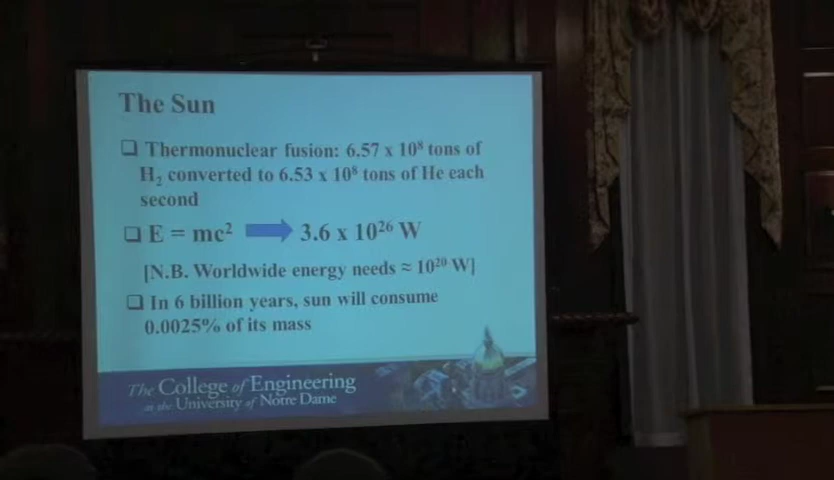 The Sun
❑ Thermonuclear fusion: 6.57 x 10⁸ tons of
H₂ converted to 6.53 x 10⁸ tons of He each
second
❑ E = mc² 3.6 x 10²⁶ W
[N.B. Worldwide energy needs ≈ 10²⁰ W]
❑ In 6 billion years, sun will consume
0.0025% of its mass
The College of Engineering
at the University of Notre Dame